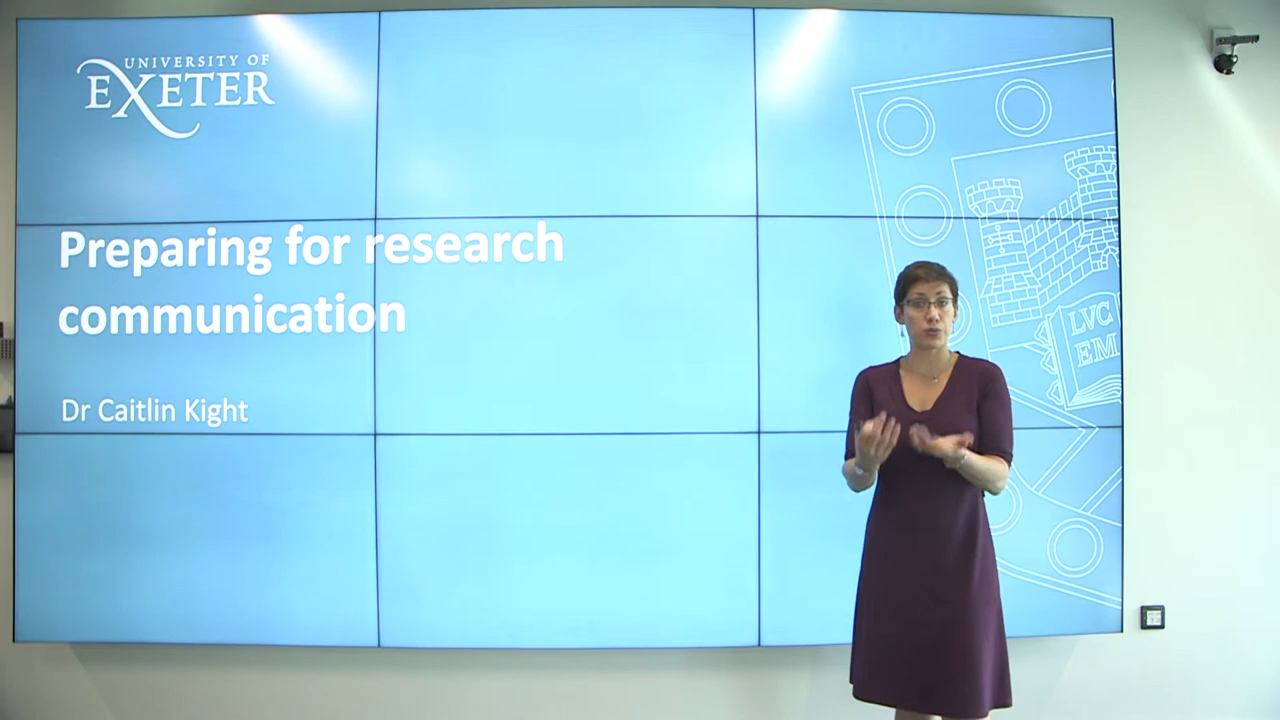 UNIVERSITY OF
EXETER
Preparing for research
communication
Dr Caitlin Kight
LVC
EM